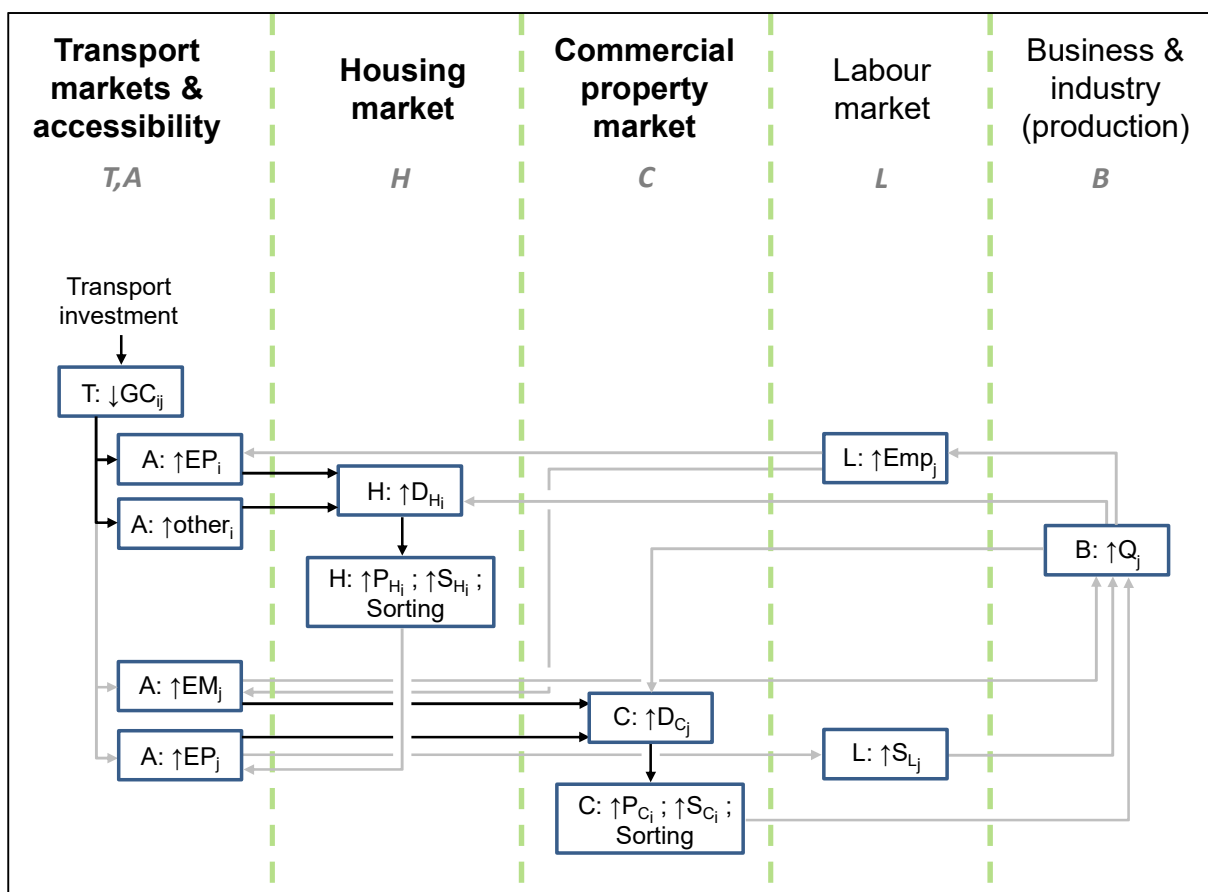 Transport
markets &
accessibility
T,A
Housing
market
H
Commercial
property
market
C
Labour
market
L
Business &
industry
(production)
B
Transport
investment
T: ↓GCij
A: ↑EPi
A: ↑otheri
H: ↑DHi
H: ↑PHi ; ↑SHi ;
Sorting
L: ↑Empj
B: ↑Qj
A: ↑EMj
A: ↑EPj
C: ↑DCj
L: ↑SLj
C: ↑PCi ; ↑SCi ;
Sorting